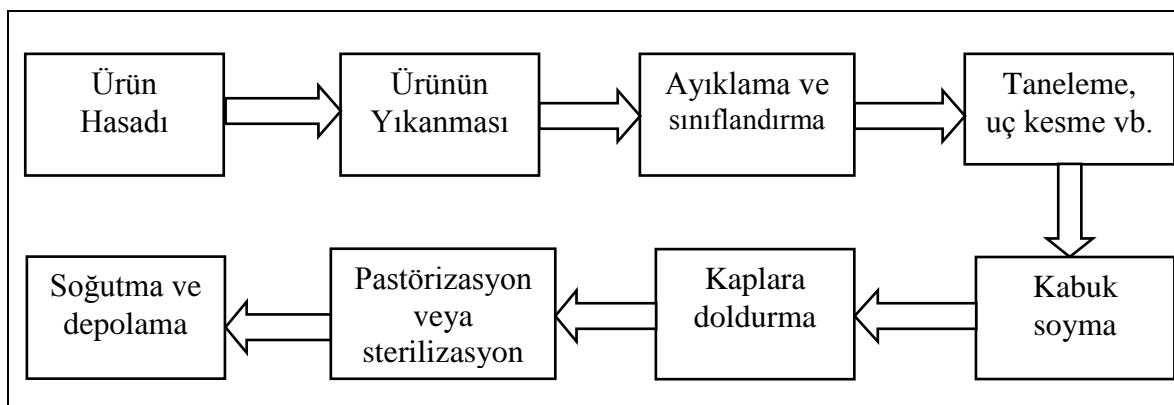 Ürün
Hasadı
Ürünün
Yıkanması
Ayıklama ve
sınıflandırma
Taneleme,
uç kesme vb.
Kabuk
soyma
Kaplara
doldurma
Pastörizasyon
veya
sterilizasyon
Soğutma ve
depolama